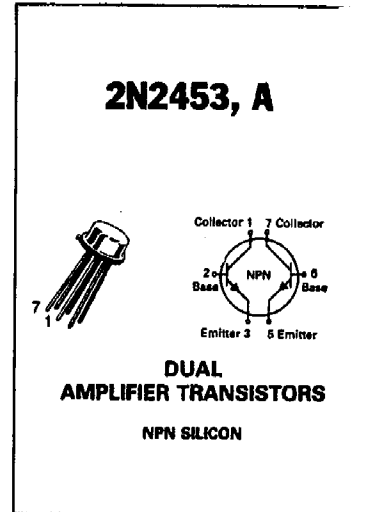 2N2453, A
Collector 1 7 Collector
2 NPN 6
Base Base
7
1
Emitter 3 5 Emitter
DUAL
AMPLIFIER TRANSISTORS
NPN SILICON